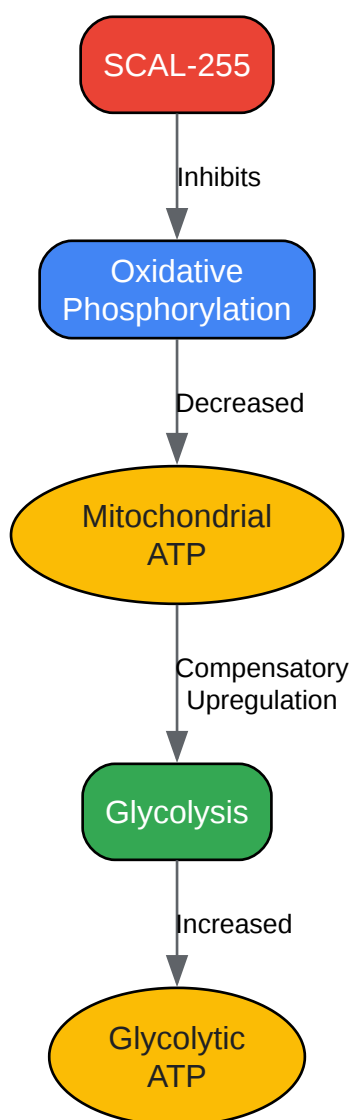 SCAL-255
Inhibits
Oxidative
Phosphorylation
Decreased
Mitochondrial
ATP
Compensatory
Upregulation
Glycolysis
Increased
Glycolytic
ATP